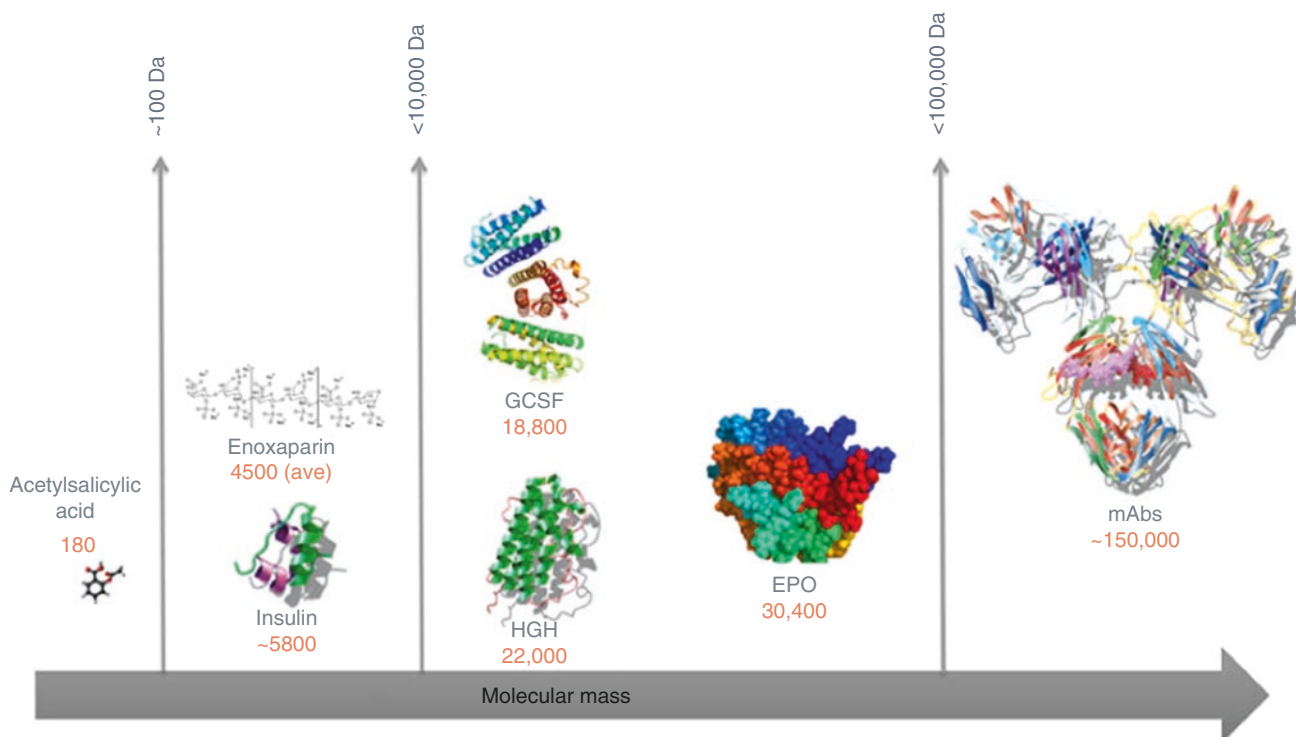 ~100 Da
<10,000 Da
<100,000 Da
Acetylsalicylic
acid
180
Enoxaparin
4500 (ave)
Insulin
~5800
GCSF
18,800
HGH
22,000
EPO
30,400
mAbs
~150,000
Molecular mass